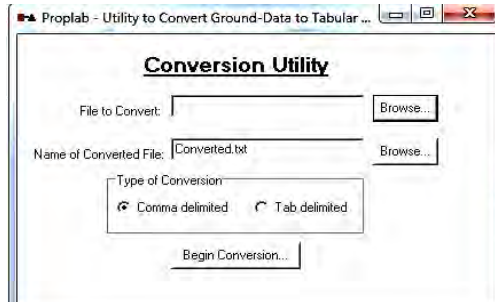 Proplab - Utility to Convert Ground-Data to Tabular ...
Conversion Utility
File to Convert: Browse...
Name of Converted File: Converted.txt Browse...
Type of Conversion
Comma delimited Tab delimited
Begin Conversion...